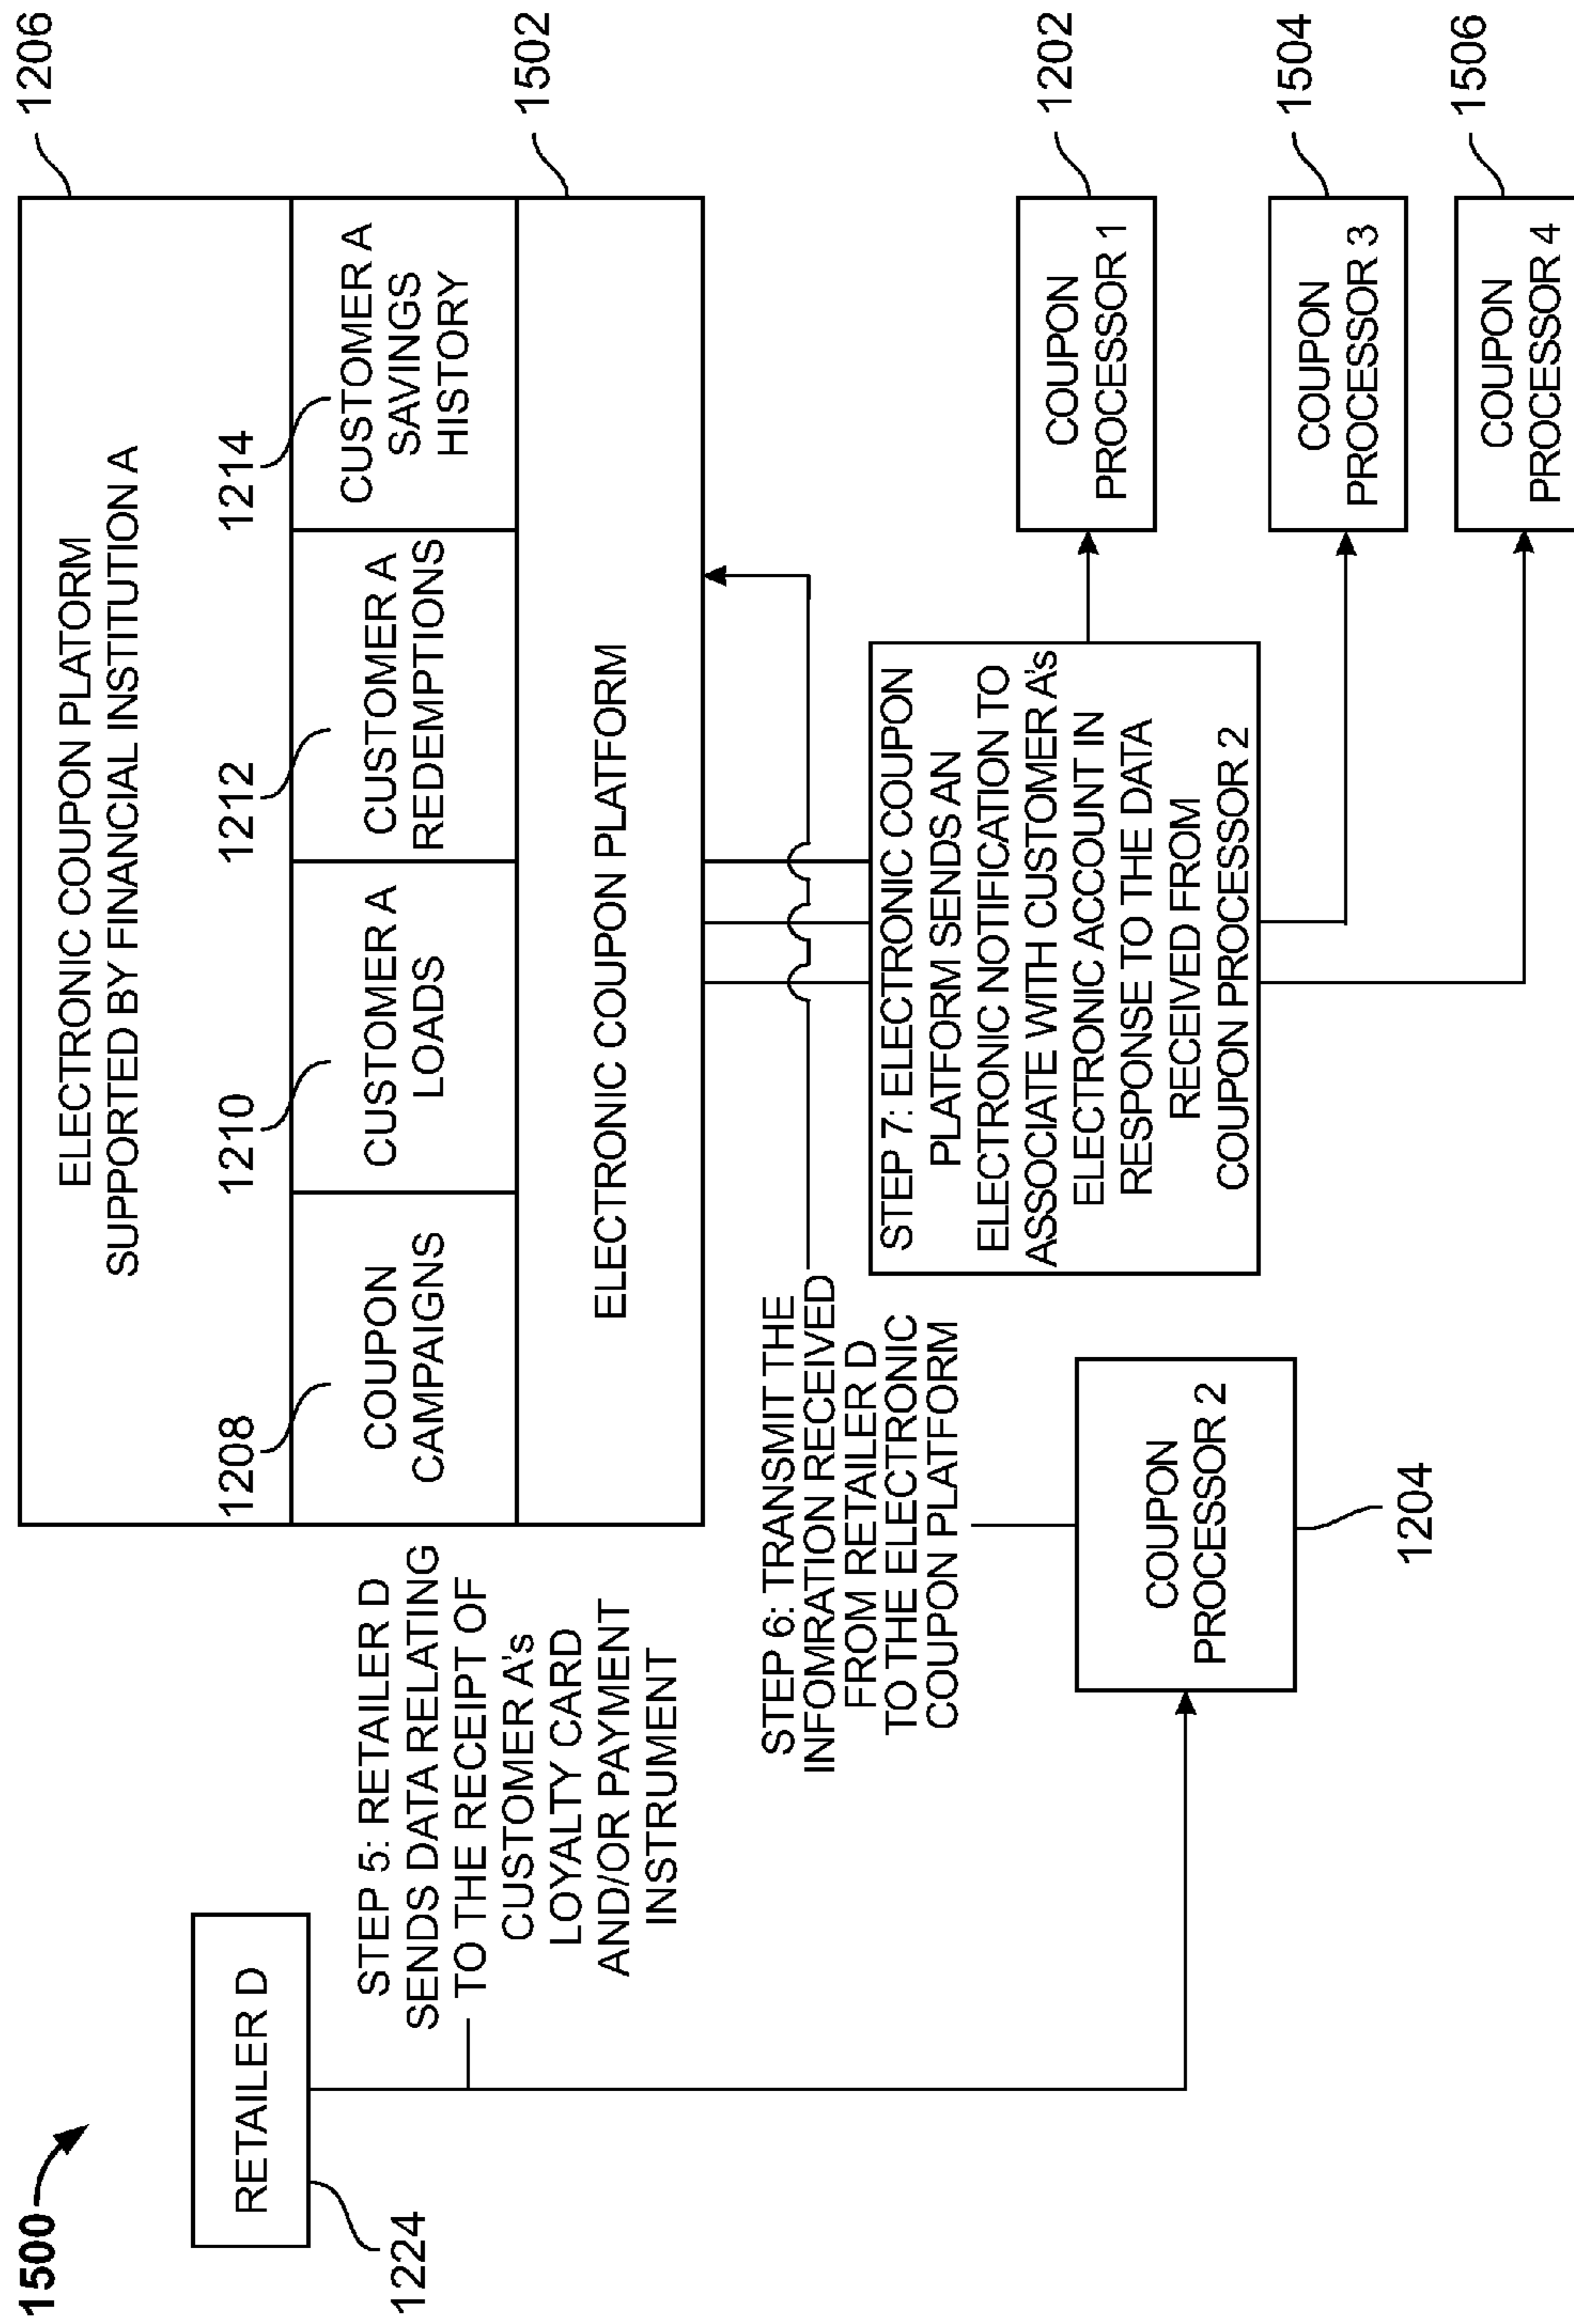 1500
RETAILER D
1224
STEP 5: RETAILER D
SENDS DATA RELATING
TO THE RECEIPT OF
CUSTOMER A's
LOYALTY CARD
AND/OR PAYMENT
INSTRUMENT
ELECTRONIC COUPON PLATORM
SUPPORTED BY FINANCIAL INSTITUTION A
1206
1208
COUPON
CAMPAIGNS
1210
CUSTOMER A
LOADS
1212
CUSTOMER A
REDEMPTIONS
1214
CUSTOMER A
SAVINGS
HISTORY
ELECTRONIC COUPON PLATFORM
1502
STEP 6: TRANSMIT THE
INFOMRATION RECEIVED
FROM RETAILER D
TO THE ELECTRONIC
COUPON PLATFORM
COUPON
PROCESSOR 2
1204
STEP 7: ELECTRONIC COUPON
PLATFORM SENDS AN
ELECTRONIC NOTIFICATION TO
ASSOCIATE WITH CUSTOMER A's
ELECTRONIC ACCOUNT IN
RESPONSE TO THE DATA
RECEIVED FROM
COUPON PROCESSOR 2
COUPON
PROCESSOR 1
1202
COUPON
PROCESSOR 3
1504
COUPON
PROCESSOR 4
1506